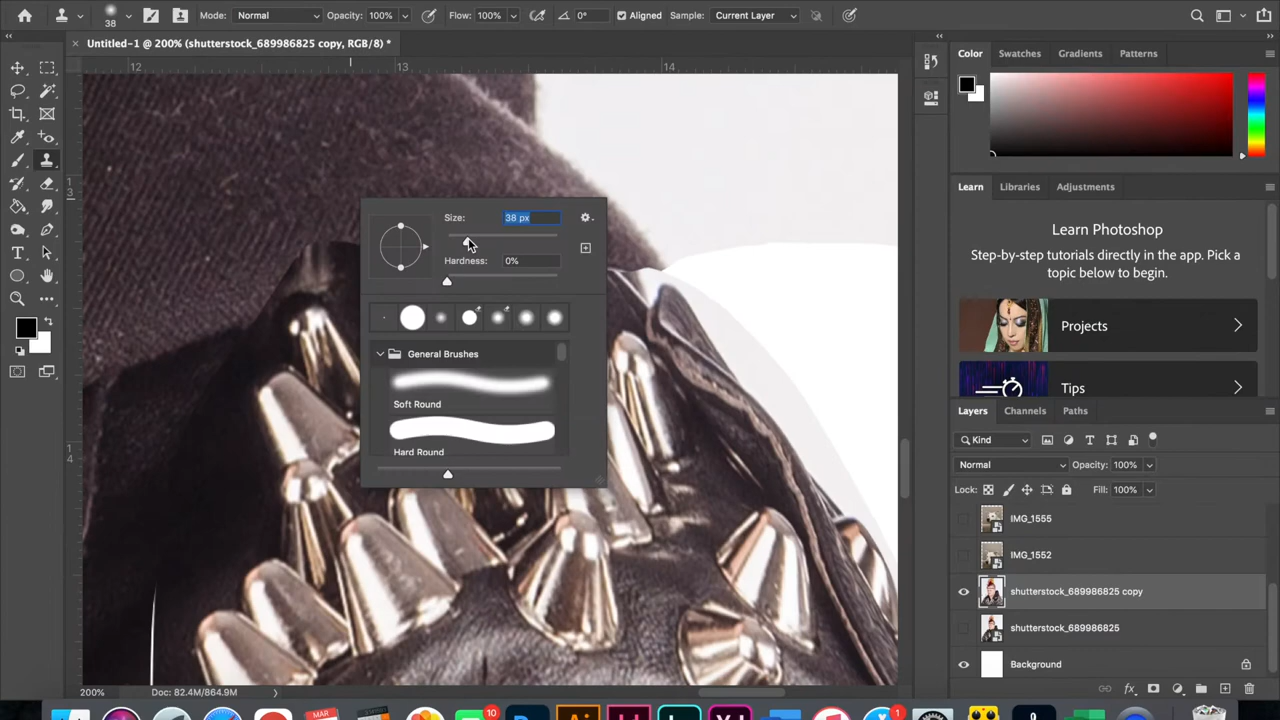 38
Mode: Normal
Opacity: 100%
Flow: 100%
0°
Aligned
Sample: Current Layer
Untitled-1 @ 200% (shutterstock_689986825 copy, RGB/8) *
12
13
14
Size: 38 px
Hardness: 0%
General Brushes
Soft Round
Hard Round
Color
Swatches
Gradients
Patterns
Learn
Libraries
Adjustments
Learn Photoshop
Step-by-step tutorials directly in the app. Pick a topic below to begin.
Projects
Tips
Layers
Channels
Paths
Kind
Normal
Opacity: 100%
Lock:
Fill: 100%
IMG_1555
IMG_1552
shutterstock_689986825 copy
shutterstock_689986825
Background
200%
Doc: 82.4M/864.9M
MAR
10
1